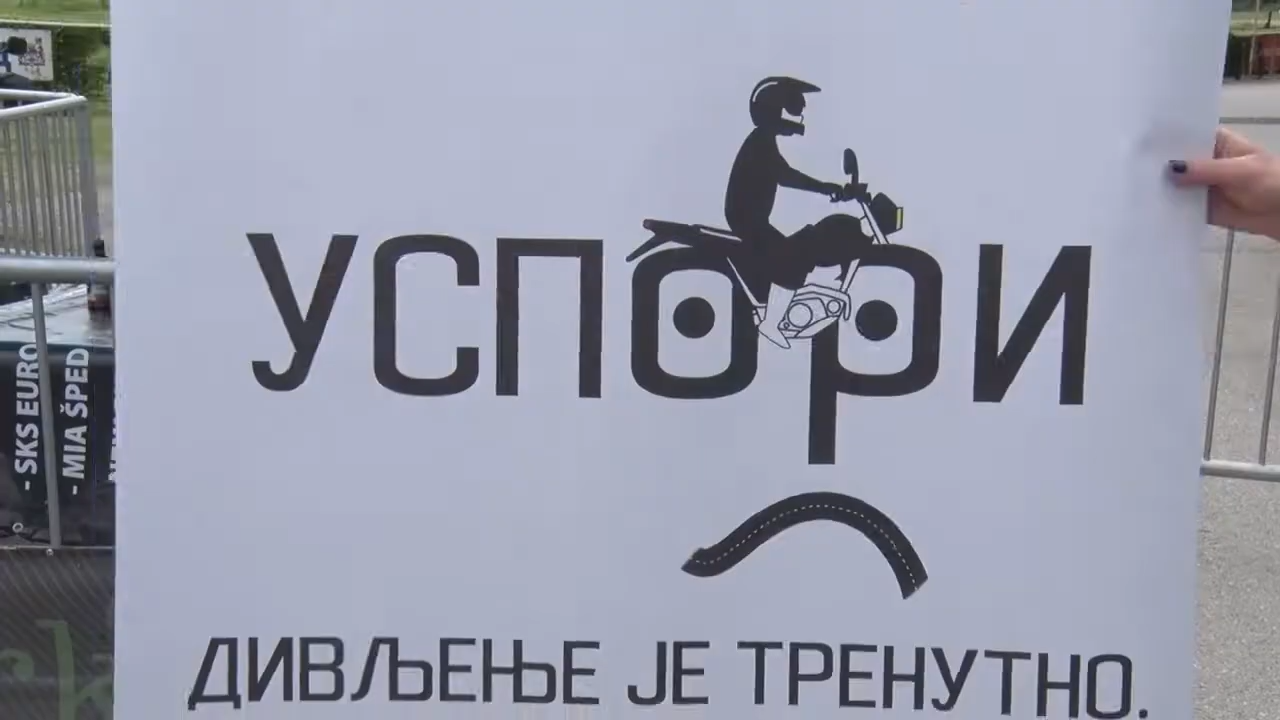 УСПОРИ
ДИВЉЕЊЕ ЈЕ ТРЕНУТНО.
- SKS EURO
- MIA ŠPED